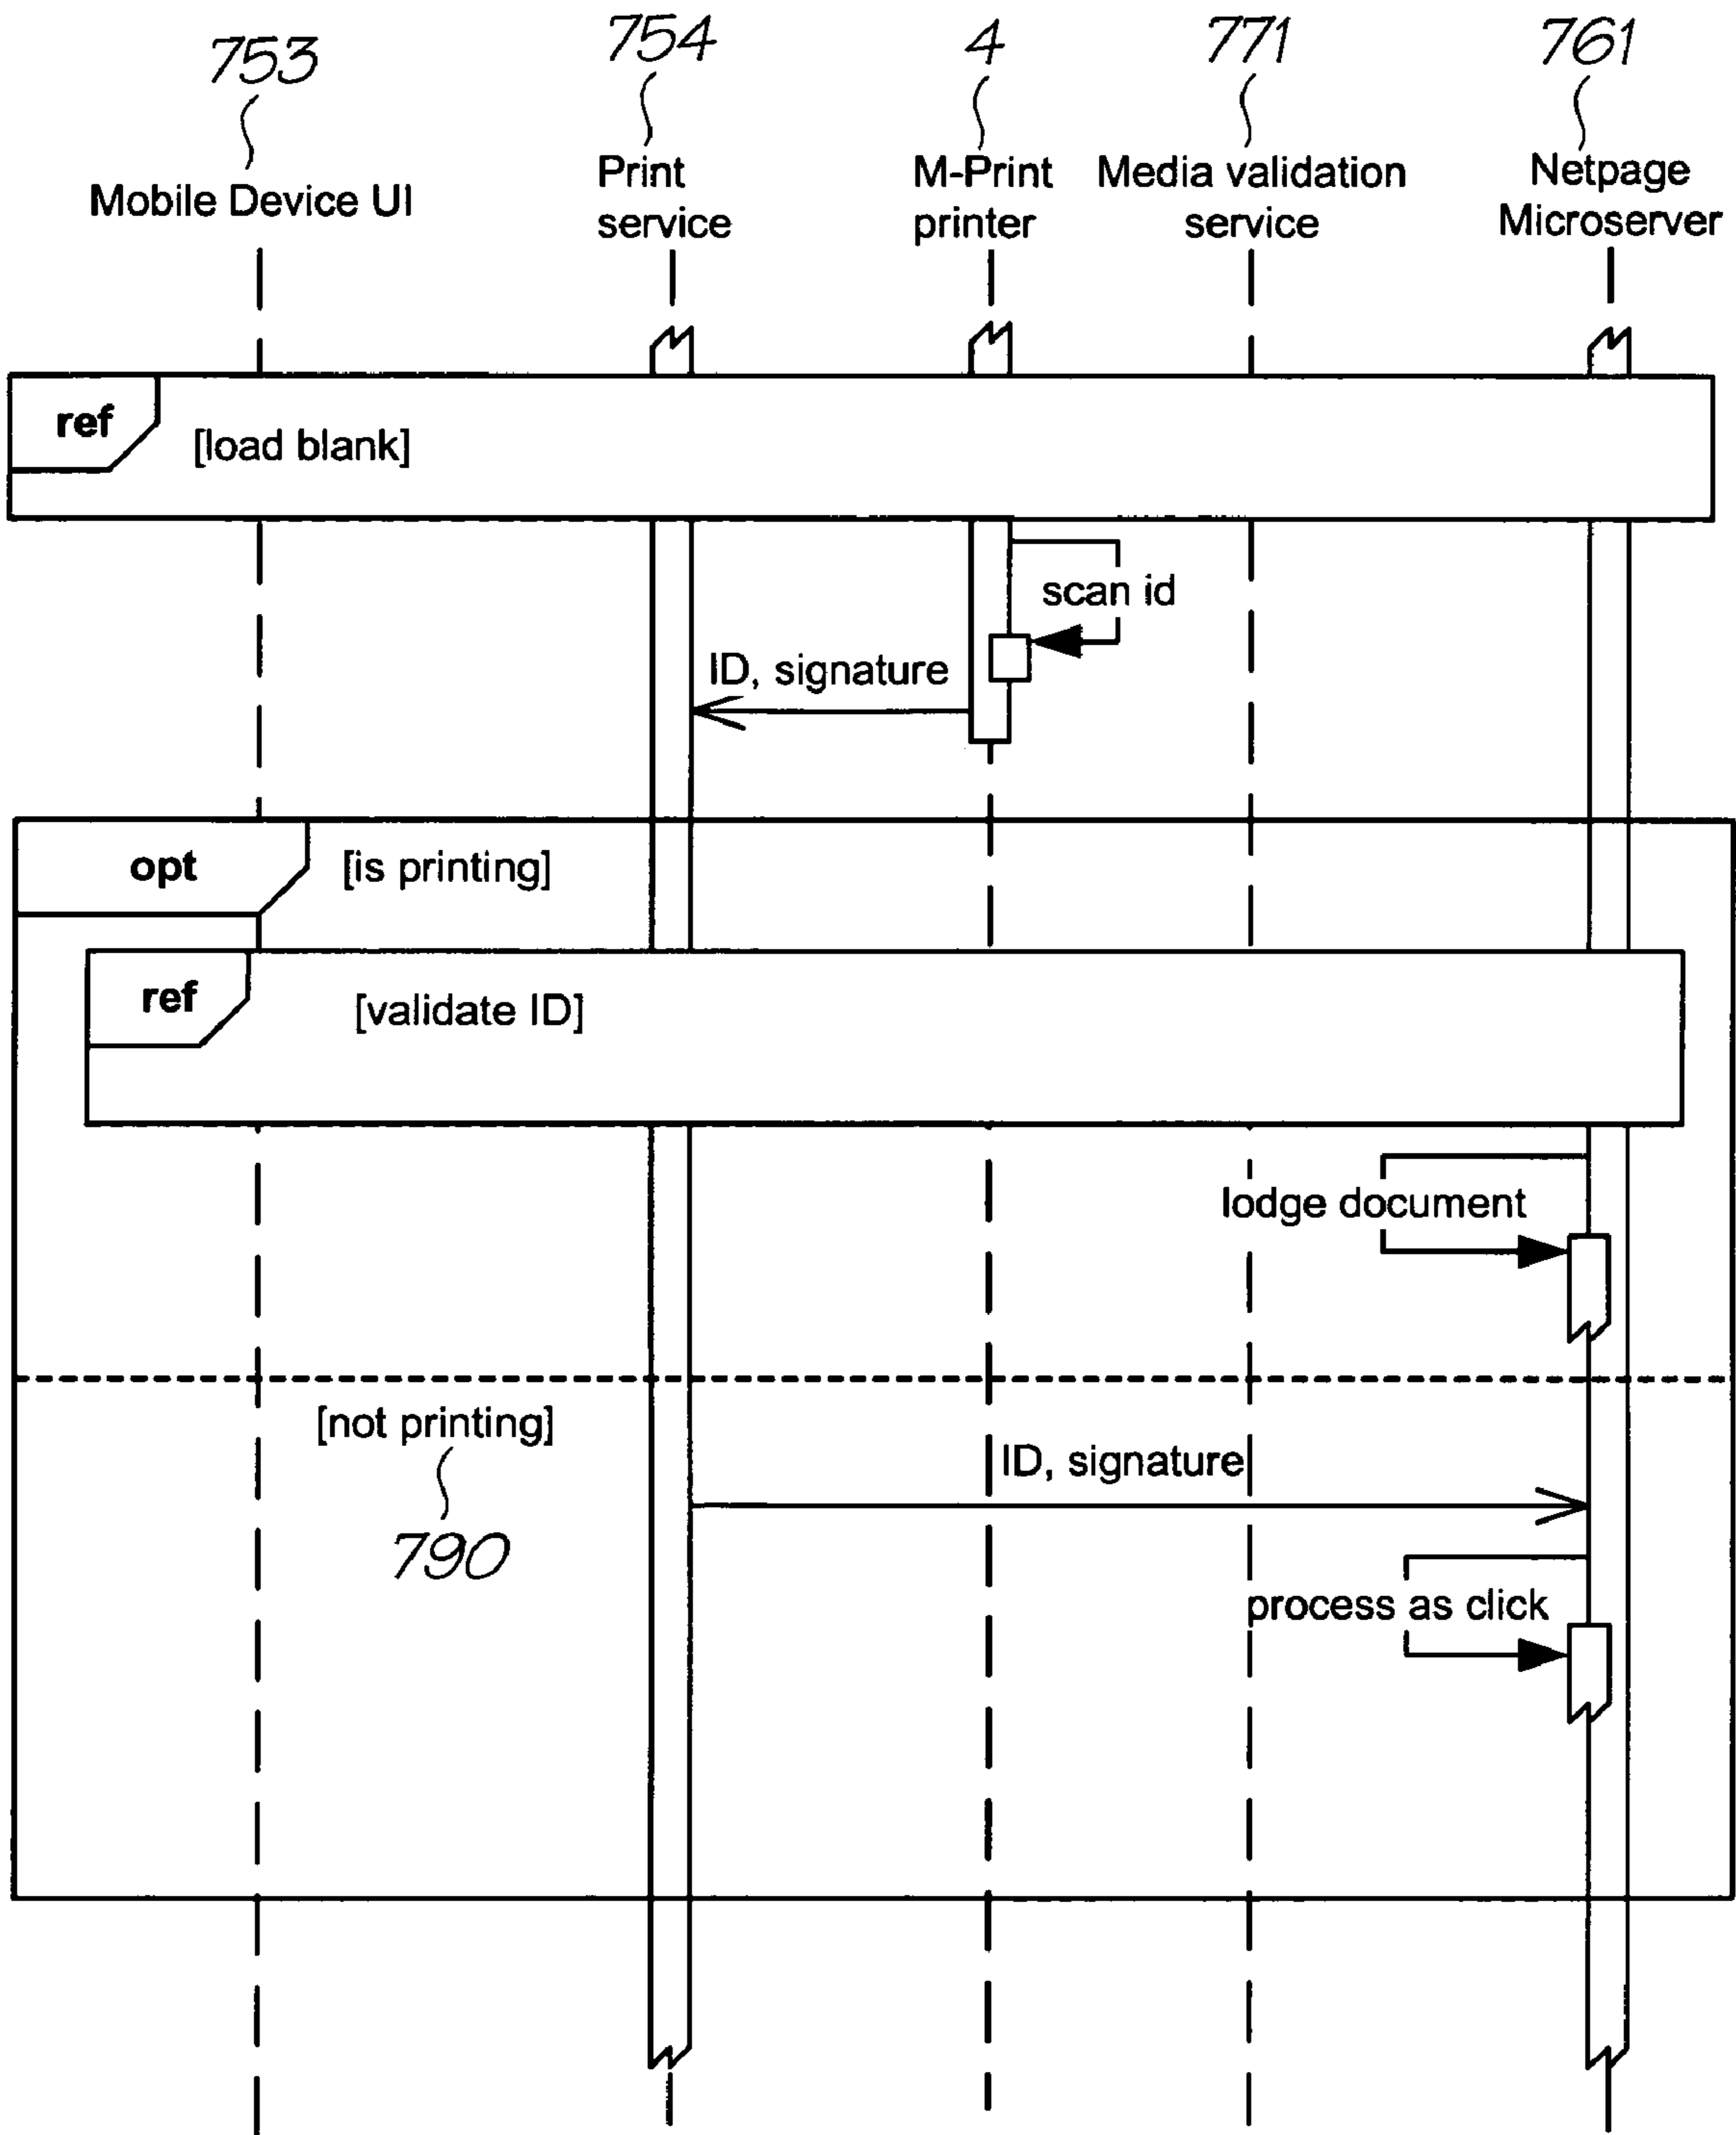 753
754
4
771
761
Mobile Device UI
Print
service
M-Print
printer
Media validation
service
Netpage
Microserver
ref
[load blank]
scan id
ID, signature
opt
[is printing]
ref
[validate ID]
lodge document
[not printing]
790
ID, signature
process as click